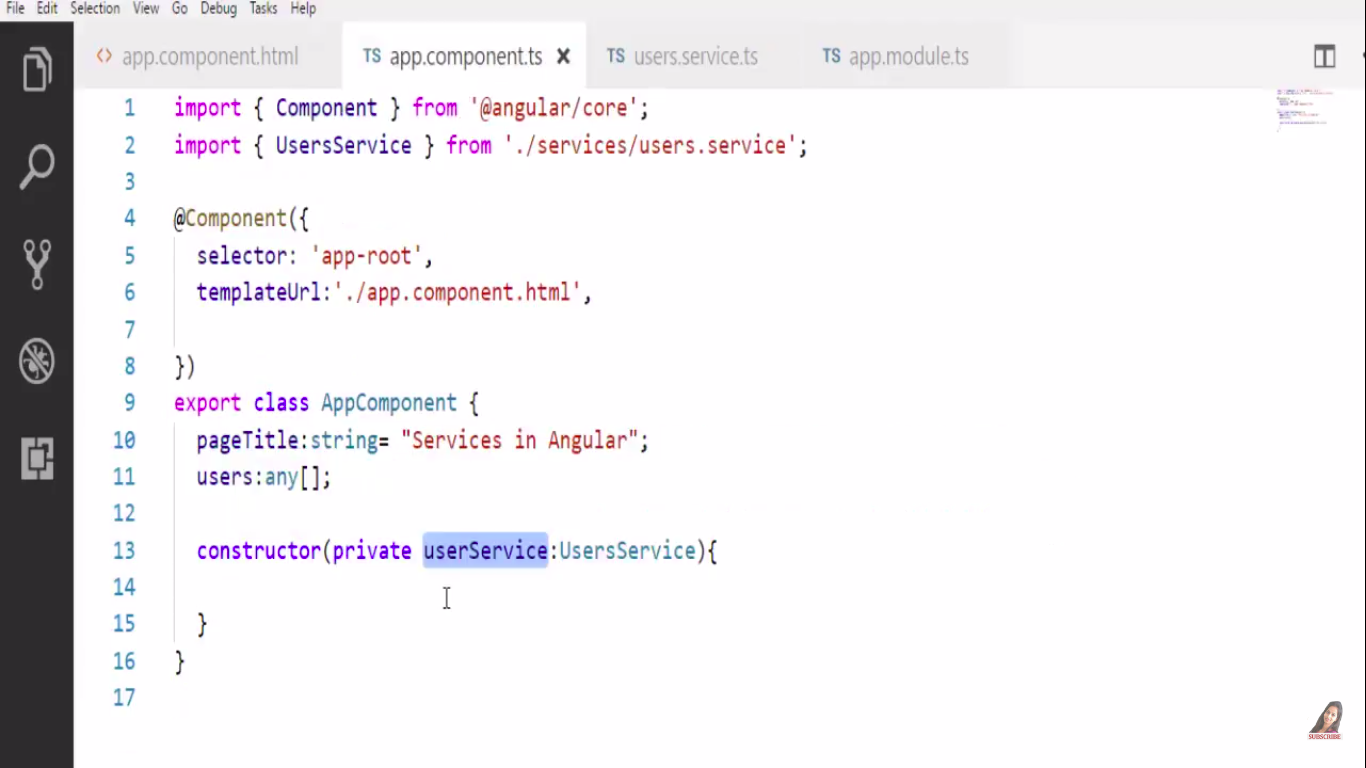 File Edit Selection View Go Debug Tasks Help
<> app.component.html TS app.component.ts × TS users.service.ts TS app.module.ts
1 import { Component } from '@angular/core';
2 import { UsersService } from './services/users.service';
3
4 @Component({
5 selector: 'app-root',
6 templateUrl:'./app.component.html',
7
8 })
9 export class AppComponent {
10 pageTitle:string= "Services in Angular";
11 users:any[];
12
13 constructor(private userService:UsersService){
14
15 }
16 }
17
SUBSCRIBE